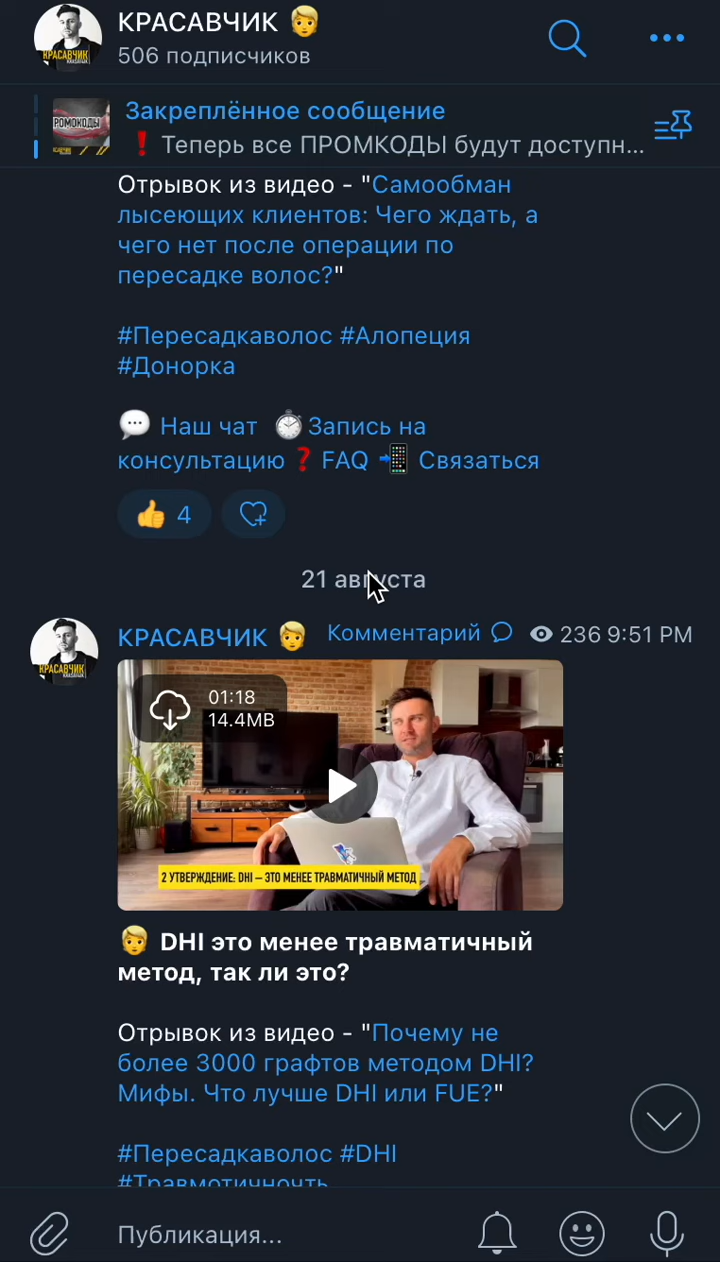 КРАСАВЧИК
506 подписчиков
Закреплённое сообщение
Теперь все ПРОМКОДЫ будут доступн...
Отрывок из видео - "Самообман
лысеющих клиентов: Чего ждать, а
чего нет после операции по
пересадке волос?"
#Пересадкаволос #Алопеция
#Донорка
Наш чат Запись на
консультацию FAQ Связаться
4
21 августа
КРАСАВЧИК Комментарий 236 9:51 PM
КРАСАВЧИК
01:18
14.4MB
2 УТВЕРЖДЕНИЕ: DHI – ЭТО МЕНЕЕ ТРАВМАТИЧНЫЙ МЕТОД
DHI это менее травматичный
метод, так ли это?
Отрывок из видео - "Почему не
более 3000 графтов методом DHI?
Мифы. Что лучше DHI или FUE?"
#Пересадкаволос #DHI
#Травмотичночть
Публикация...